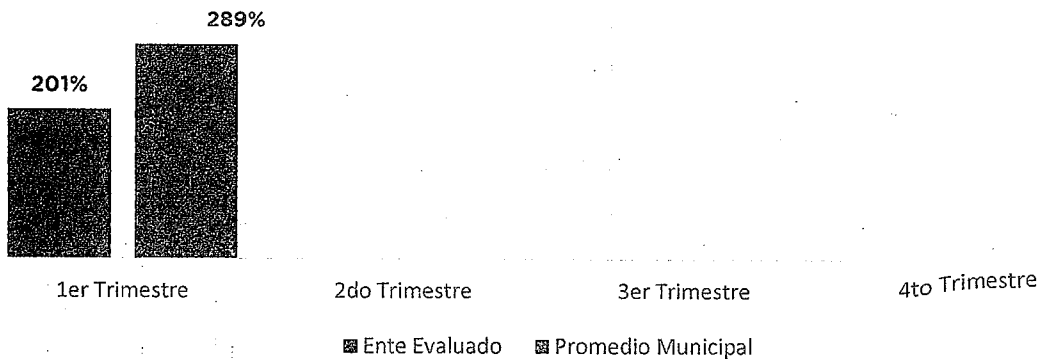 289%
201%
1er Trimestre 2do Trimestre 3er Trimestre 4to Trimestre
Ente Evaluado Promedio Municipal